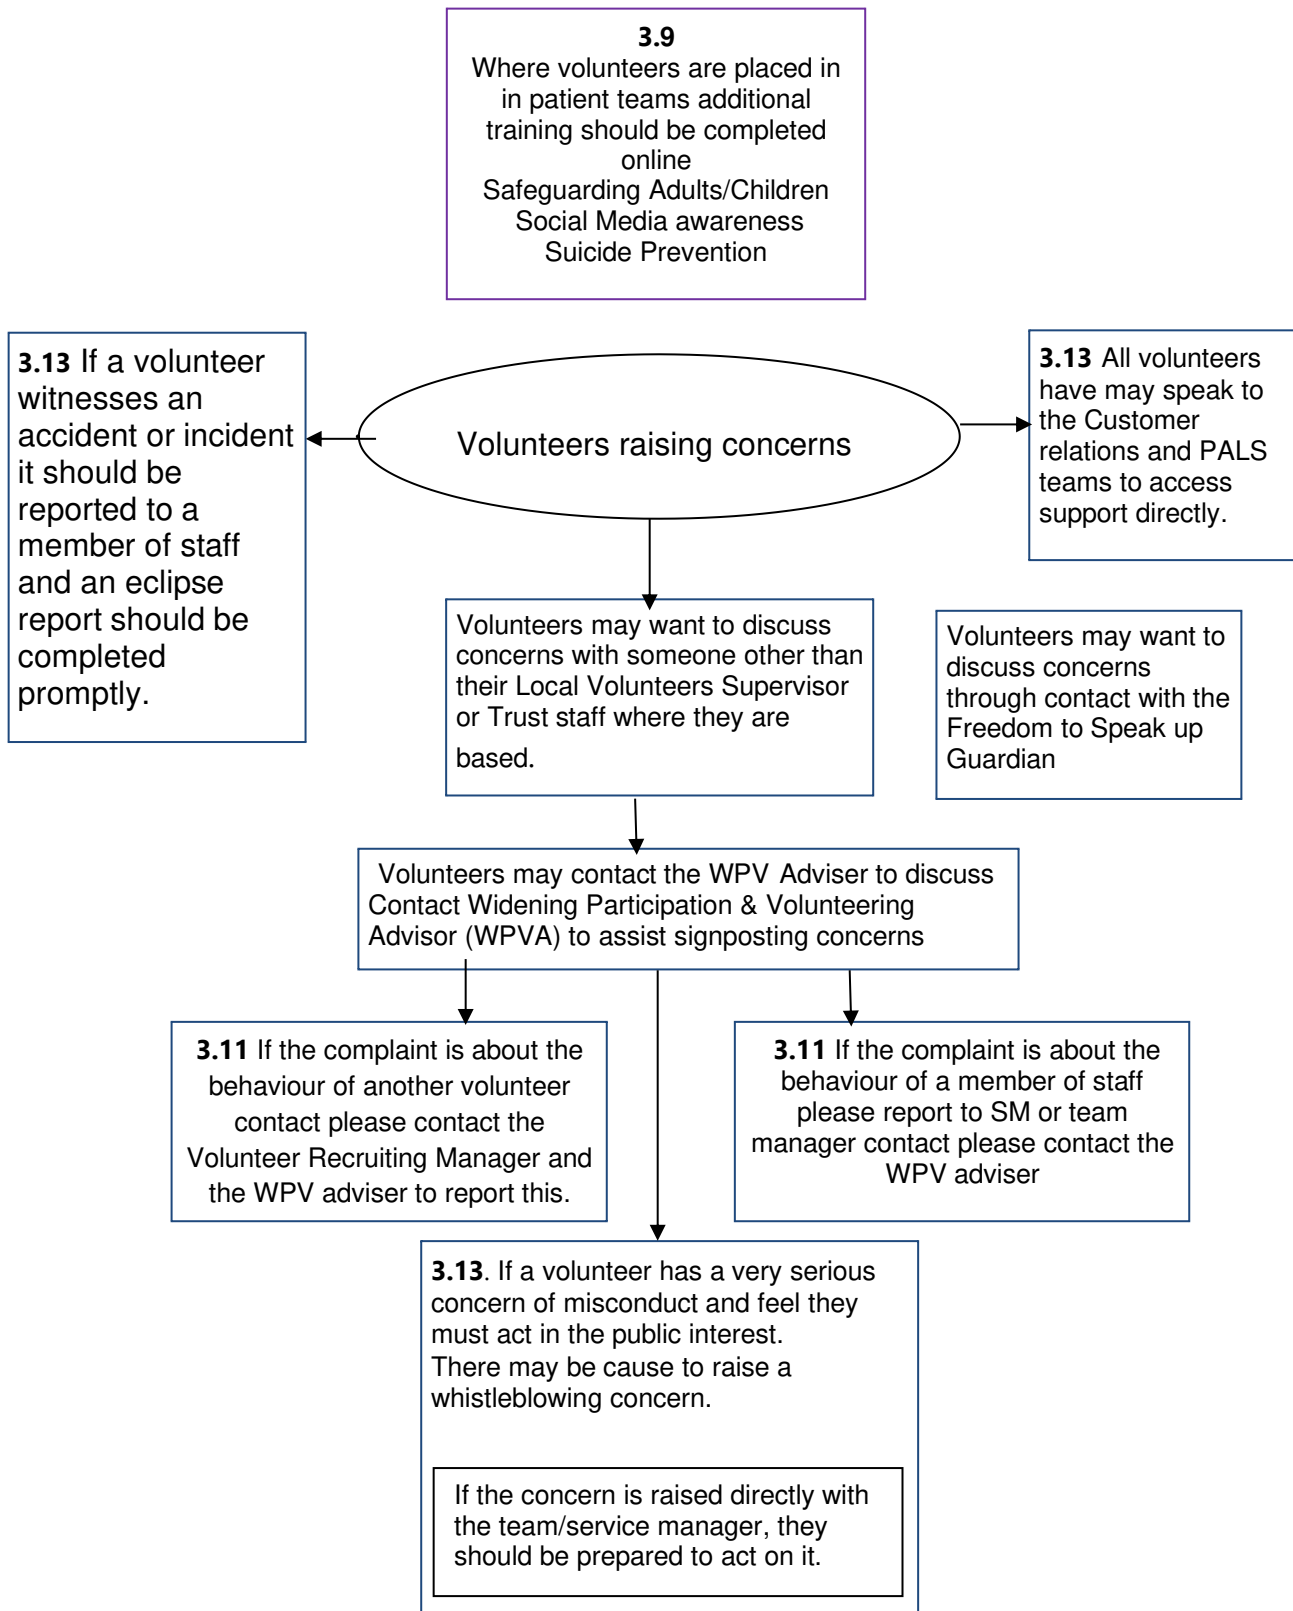 3.9
Where volunteers are placed in
in patient teams additional
training should be completed
online
Safeguarding Adults/Children
Social Media awareness
Suicide Prevention
3.13 If a volunteer
witnesses an
accident or incident
it should be
reported to a
member of staff
and an eclipse
report should be
completed
promptly.
Volunteers raising concerns
3.13 All volunteers
have may speak to
the Customer
relations and PALS
teams to access
support directly.
Volunteers may want to discuss
concerns with someone other than
their Local Volunteers Supervisor
or Trust staff where they are
based.
Volunteers may want to
discuss concerns
through contact with the
Freedom to Speak up
Guardian
Volunteers may contact the WPV Adviser to discuss
Contact Widening Participation & Volunteering
Advisor (WPVA) to assist signposting concerns
3.11 If the complaint is about the
behaviour of another volunteer
contact please contact the
Volunteer Recruiting Manager and
the WPV adviser to report this.
3.11 If the complaint is about the
behaviour of a member of staff
please report to SM or team
manager contact please contact the
WPV adviser
3.13. If a volunteer has a very serious
concern of misconduct and feel they
must act in the public interest.
There may be cause to raise a
whistleblowing concern.
If the concern is raised directly with
the team/service manager, they
should be prepared to act on it.